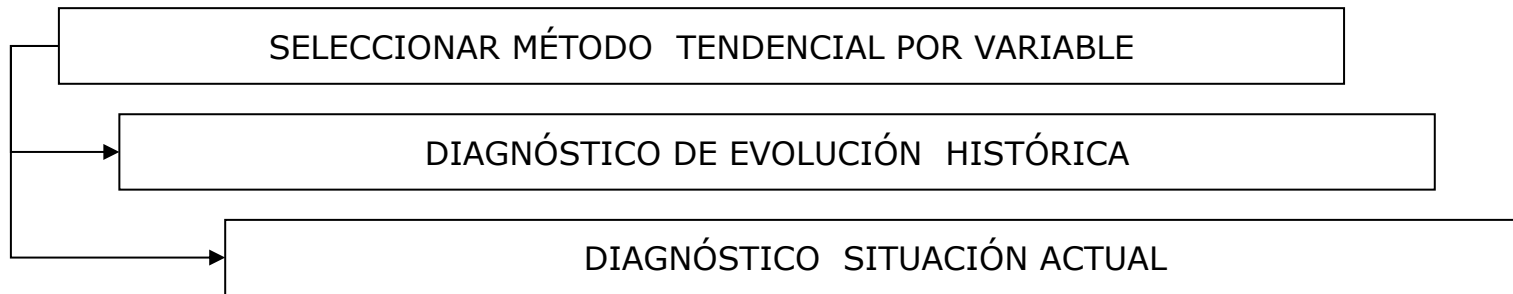 SELECCIONAR MÉTODO TENDENCIAL POR VARIABLE
DIAGNÓSTICO DE EVOLUCIÓN HISTÓRICA
DIAGNÓSTICO SITUACIÓN ACTUAL